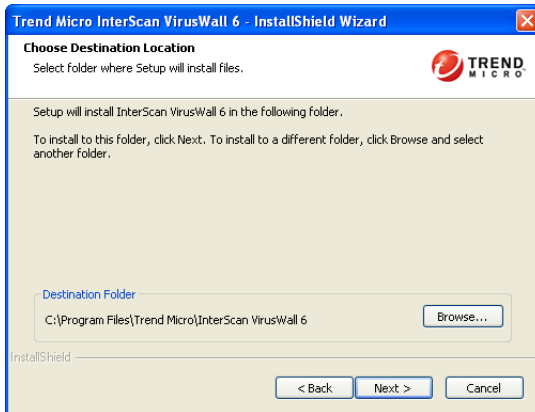 Trend Micro InterScan VirusWall 6 - InstallShield Wizard
Choose Destination Location
Select folder where Setup will install files.
TREND
MICRO
Setup will install InterScan VirusWall 6 in the following folder.
To install to this folder, click Next. To install to a different folder, click Browse and select
another folder.
Destination Folder
C:\Program Files\Trend Micro\InterScan VirusWall 6
Browse...
InstallShield
< Back
Next >
Cancel